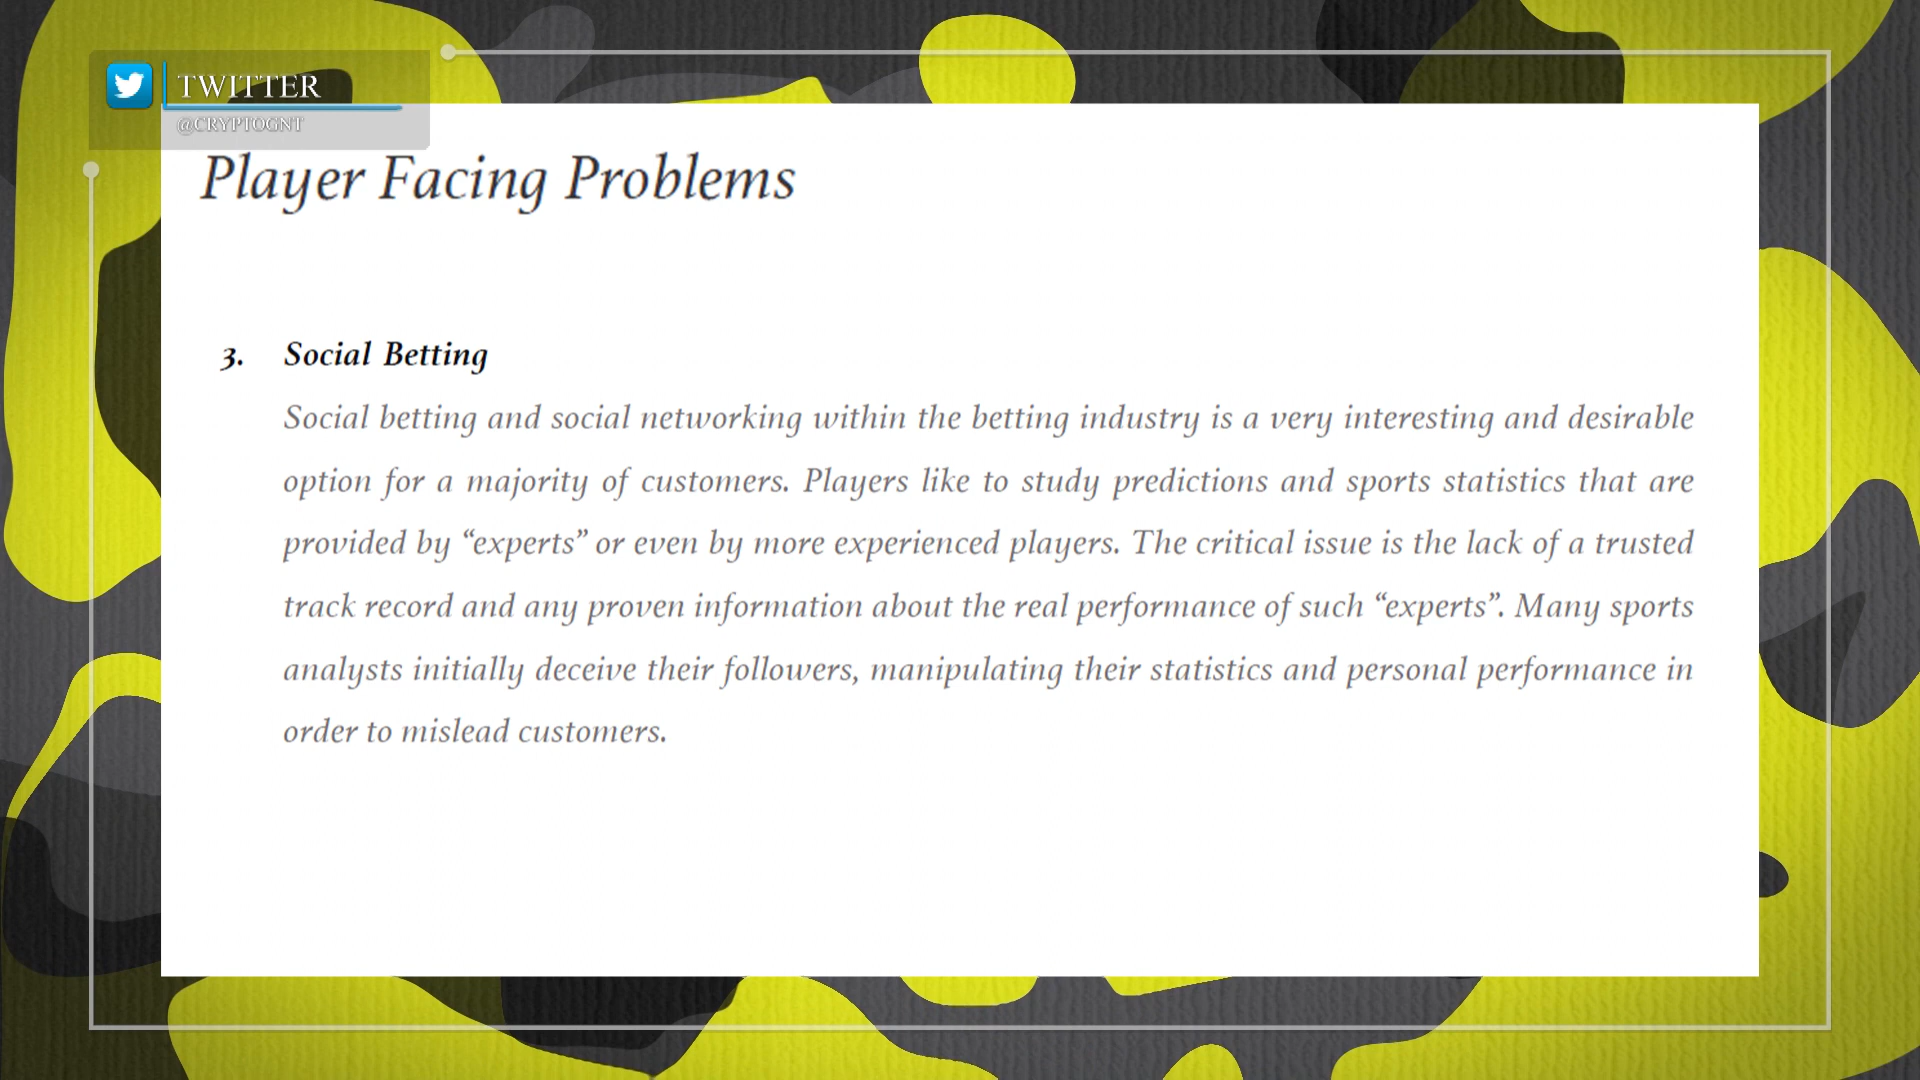 TWITTER
@CRYPTOGNT
Player Facing Problems
3. Social Betting
Social betting and social networking within the betting industry is a very interesting and desirable
option for a majority of customers. Players like to study predictions and sports statistics that are
provided by “experts” or even by more experienced players. The critical issue is the lack of a trusted
track record and any proven information about the real performance of such “experts”. Many sports
analysts initially deceive their followers, manipulating their statistics and personal performance in
order to mislead customers.